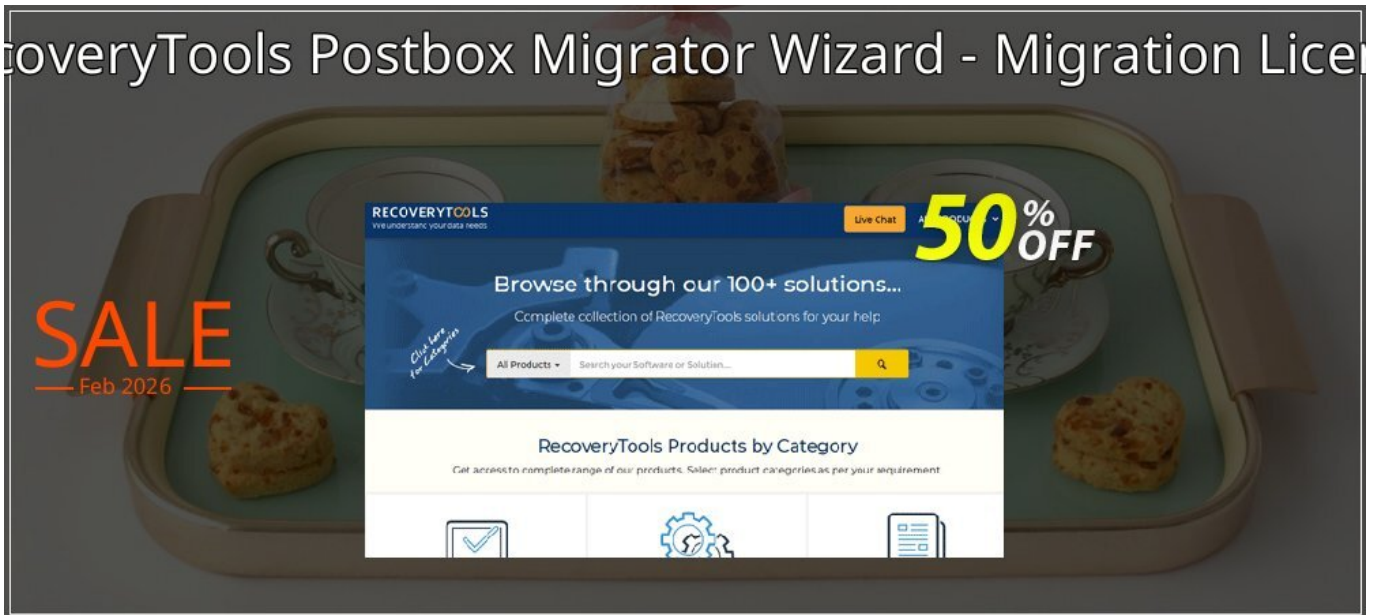 coveryTools Postbox Migrator Wizard - Migration Lice
RECOVERYTOOLS
We understand your data needs
Live Chat
50% OFF
Browse through our 100+ solutions...
Complete collection of RecoveryTools solutions for your help
Click here
for Categories
All Products
Search your Software or Solution...
SALE
Feb 2026
RecoveryTools Products by Category
Get access to complete range of our products. Select product categories as per your requirement